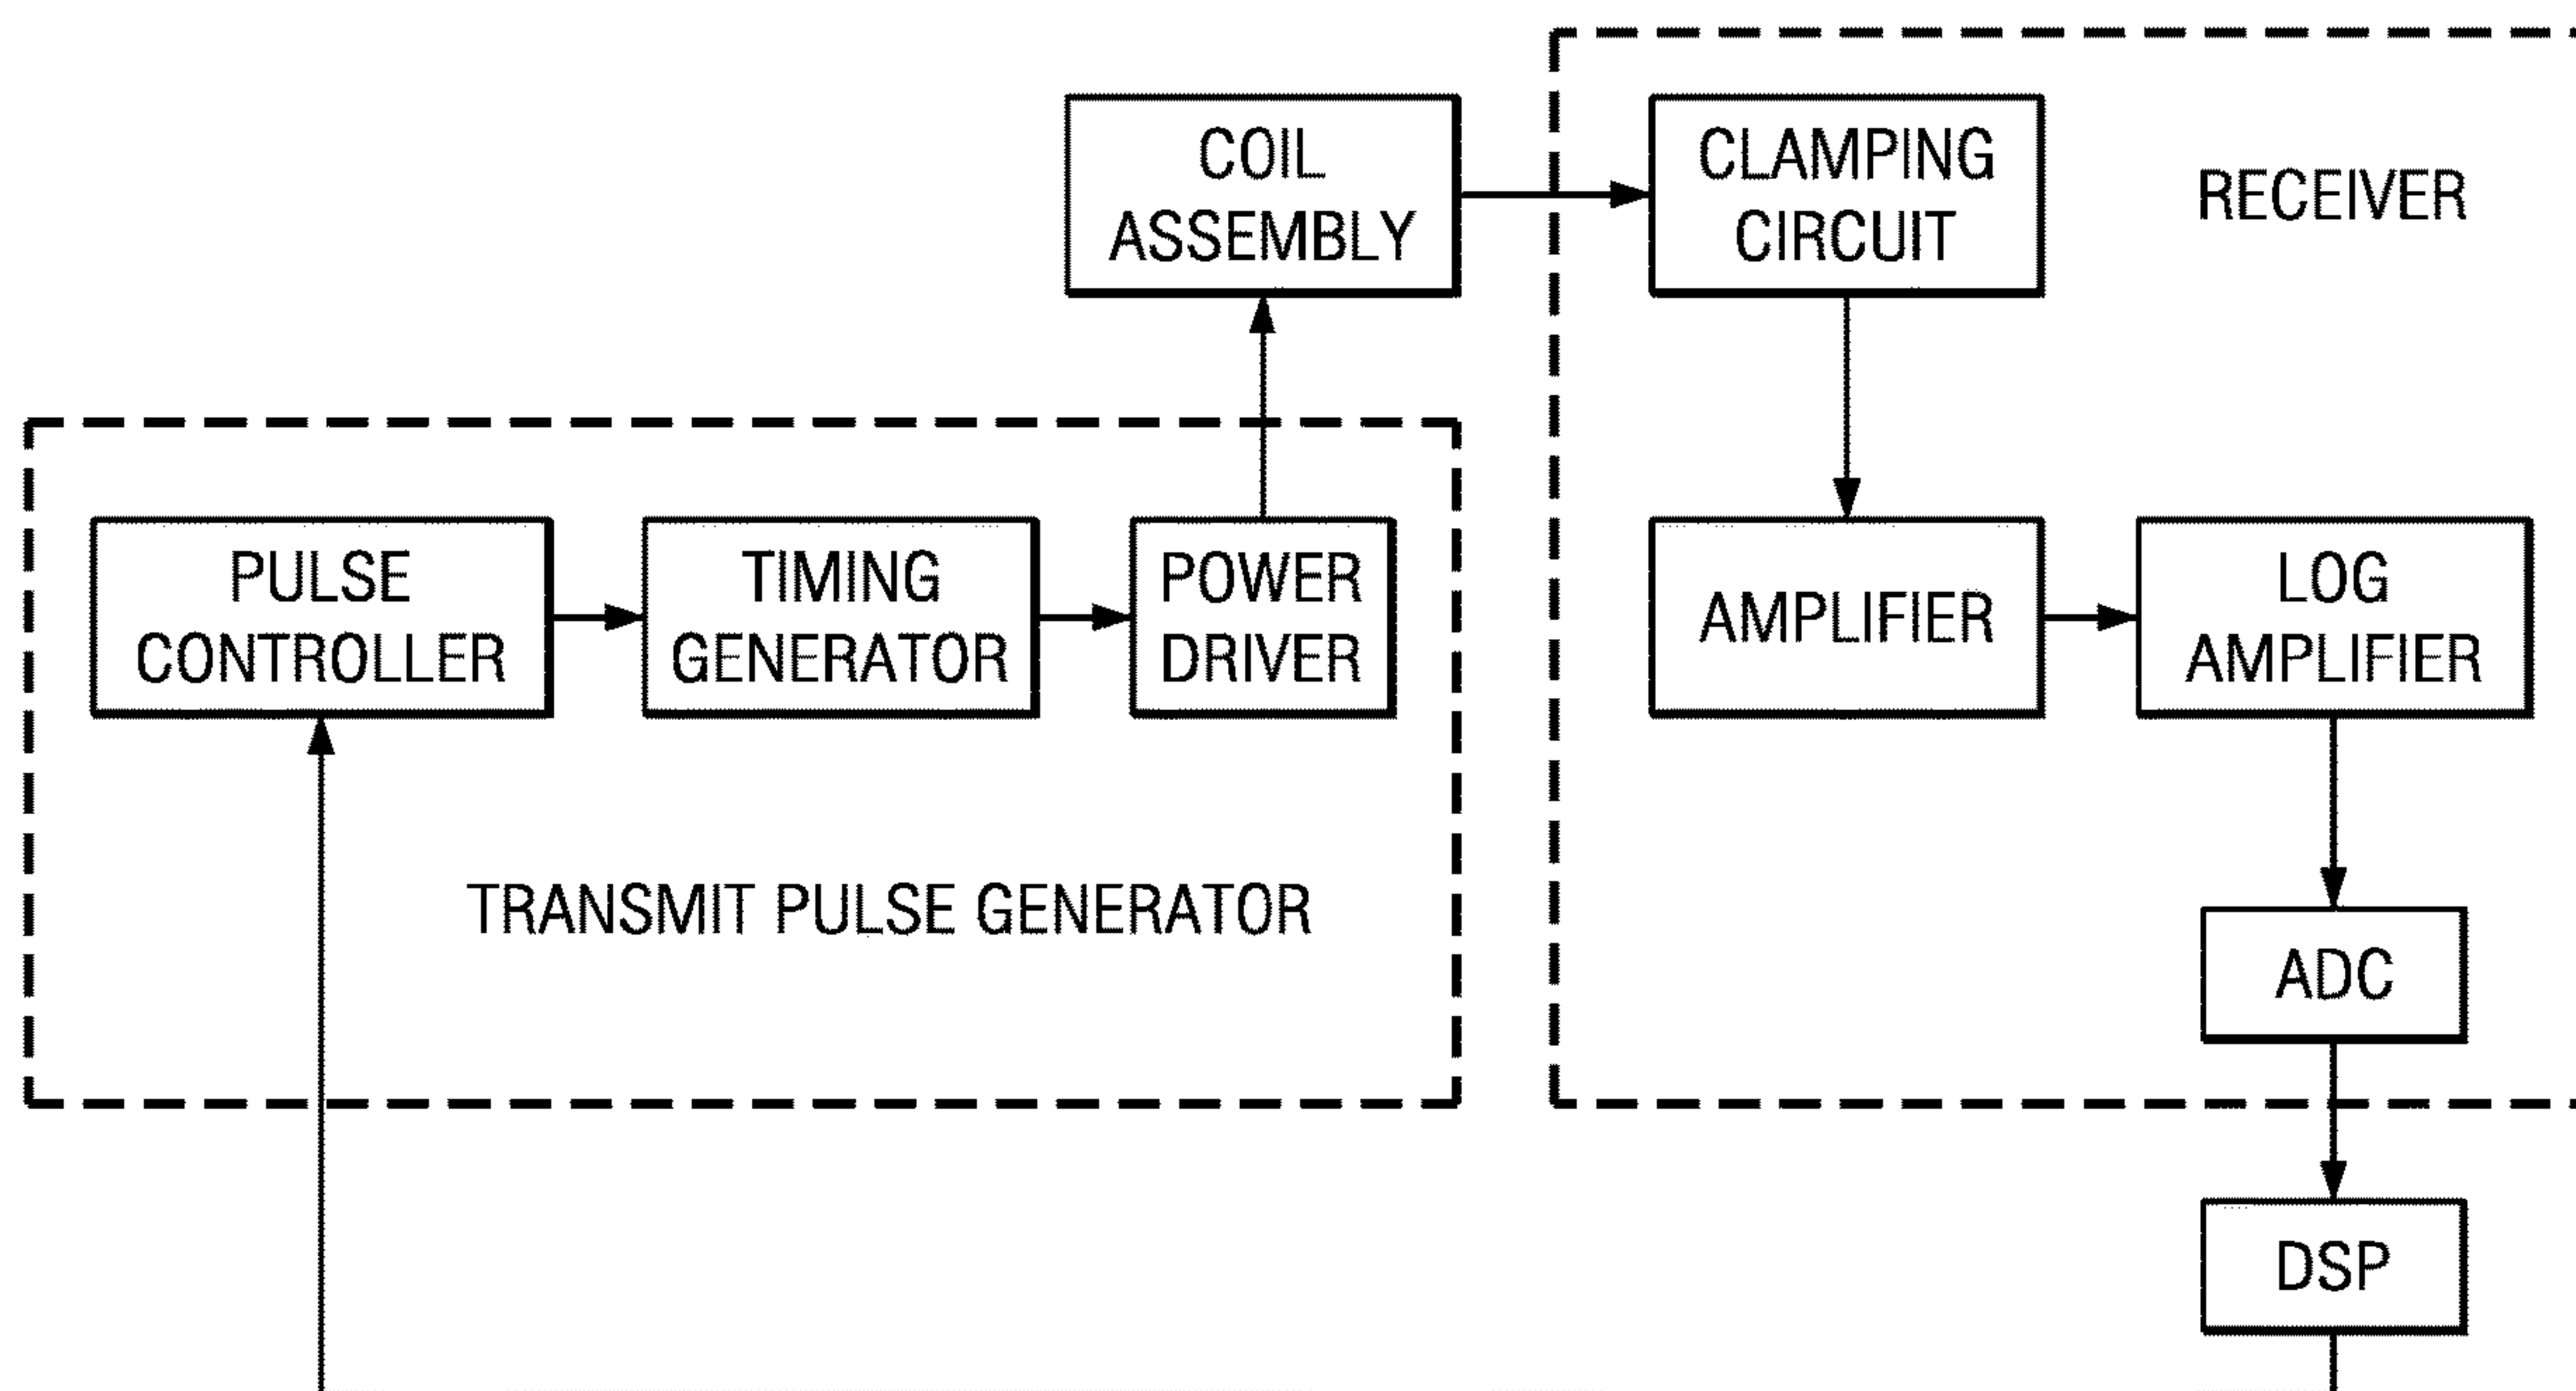 COIL
ASSEMBLY
CLAMPING
CIRCUIT
RECEIVER
PULSE
CONTROLLER
TIMING
GENERATOR
POWER
DRIVER
AMPLIFIER
LOG
AMPLIFIER
TRANSMIT PULSE GENERATOR
ADC
DSP